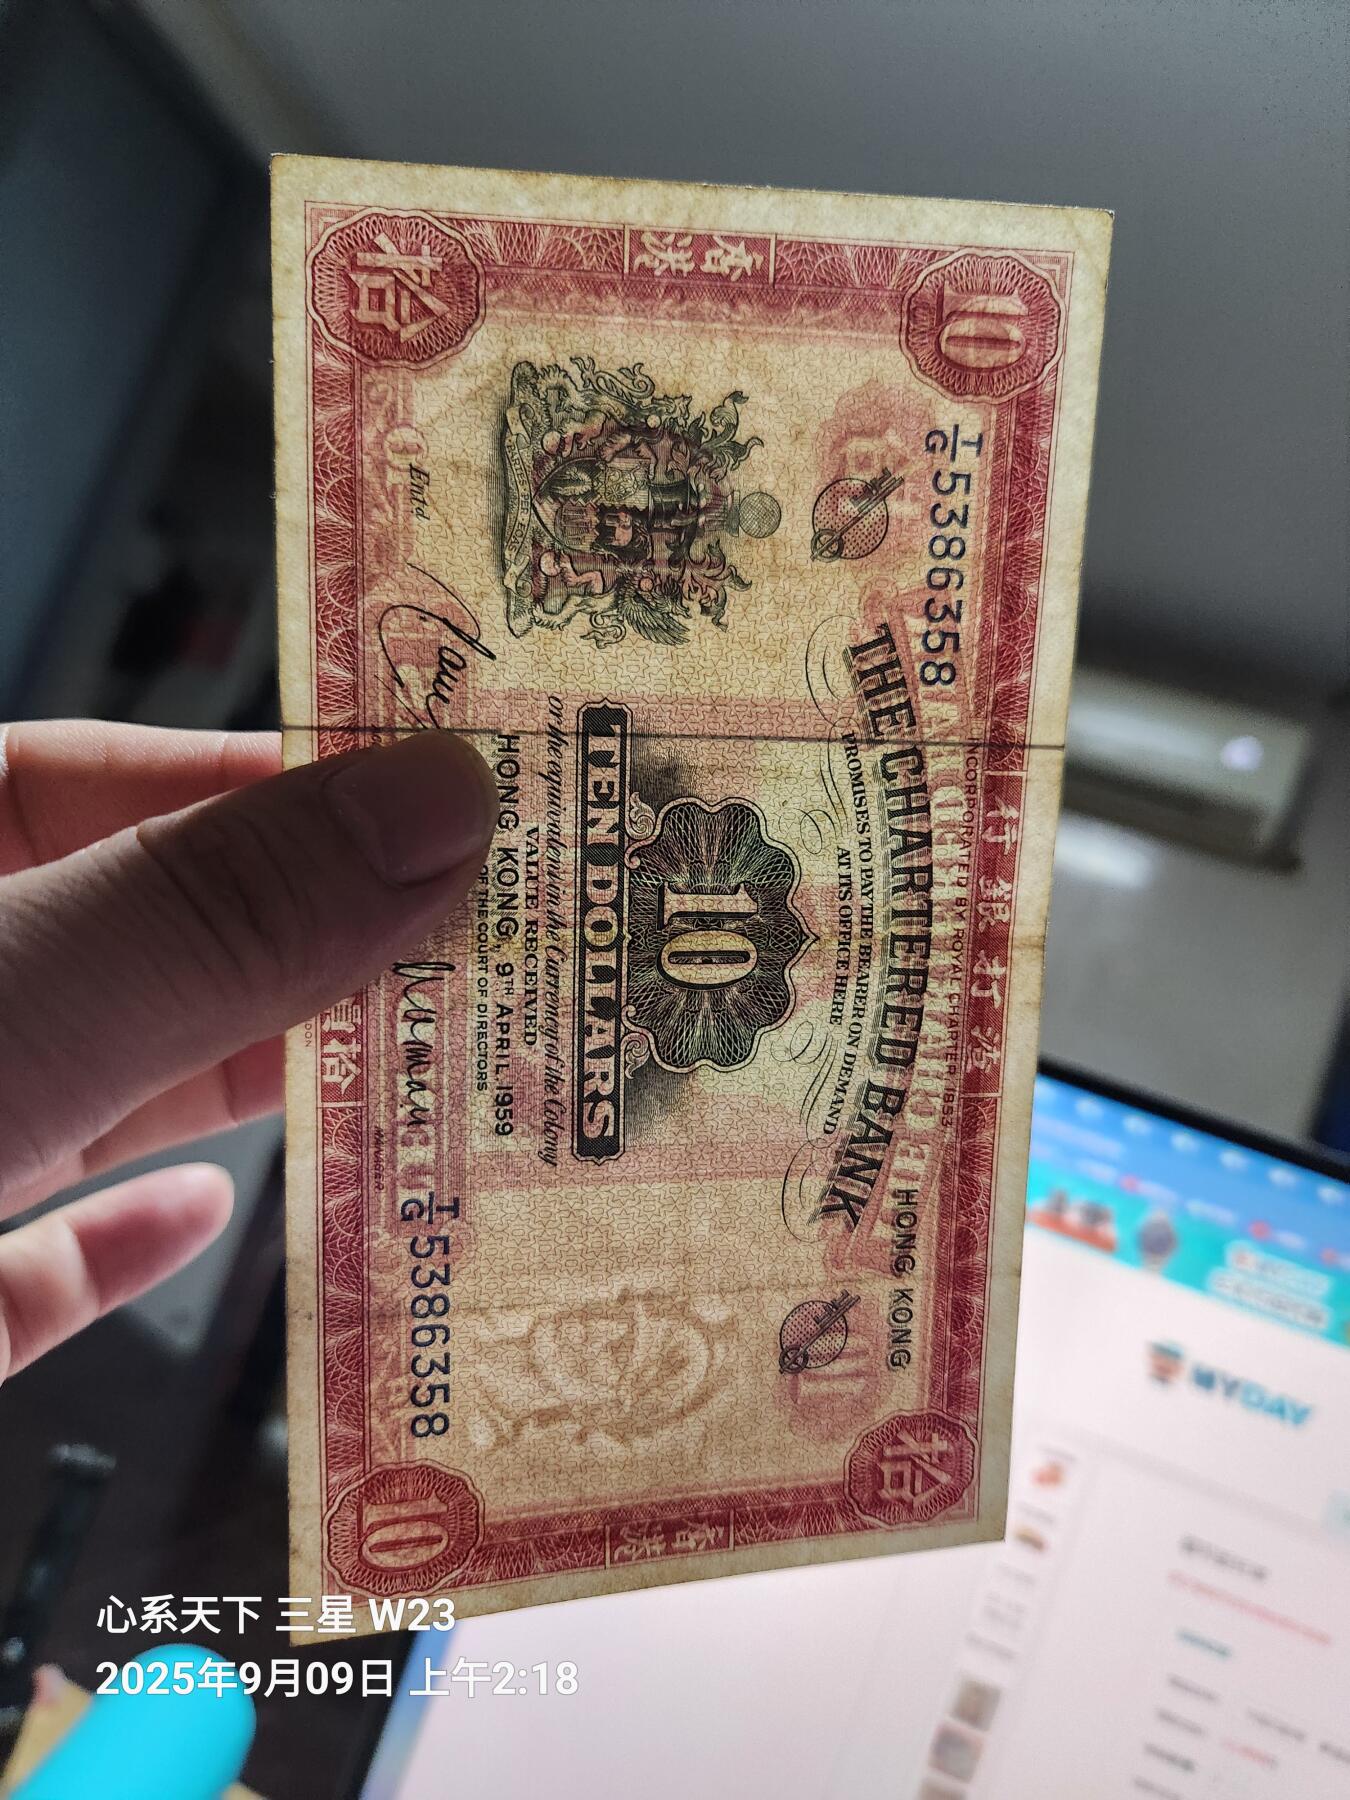 香港
拾
10
T/G 538638
行銀打渣
INCORPORATED BY ROYAL CHARTER 1853
THE CHARTERED BANK
HONG KONG
PROMISES TO PAY THE BEARER ON DEMAND
AT ITS OFFICE HERE
10
TEN DOLLARS
or the equivalent in the Currency of the Colony
VALUE RECEIVED
HONG KONG, 9TH APRIL, 1959
OF THE COURT OF DIRECTORS
Ent'd
MANAGER
T/G 5386358
拾
10
香港
心系天下 三星 W23
2025年9月09日 上午2:18
MYDAY